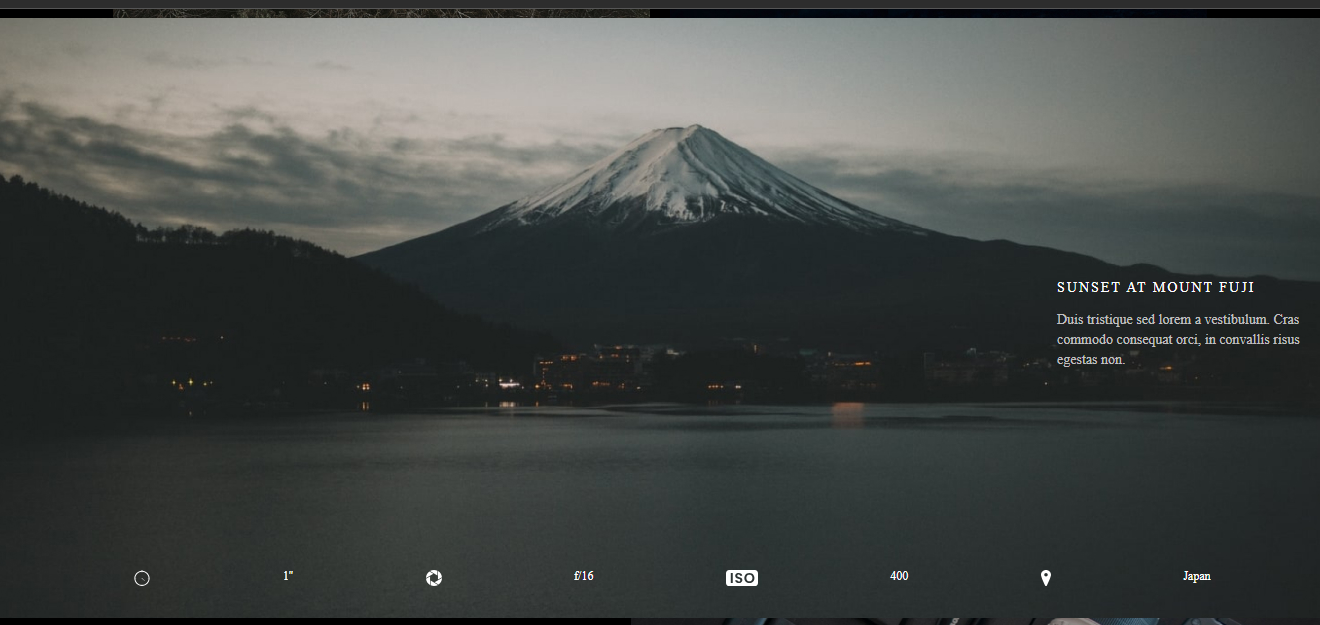 SUNSET AT MOUNT FUJI
Duis tristique sed lorem a vestibulum. Cras
commodo consequat orci, in convallis risus
egestas non.
1" f/16 ISO 400 Japan